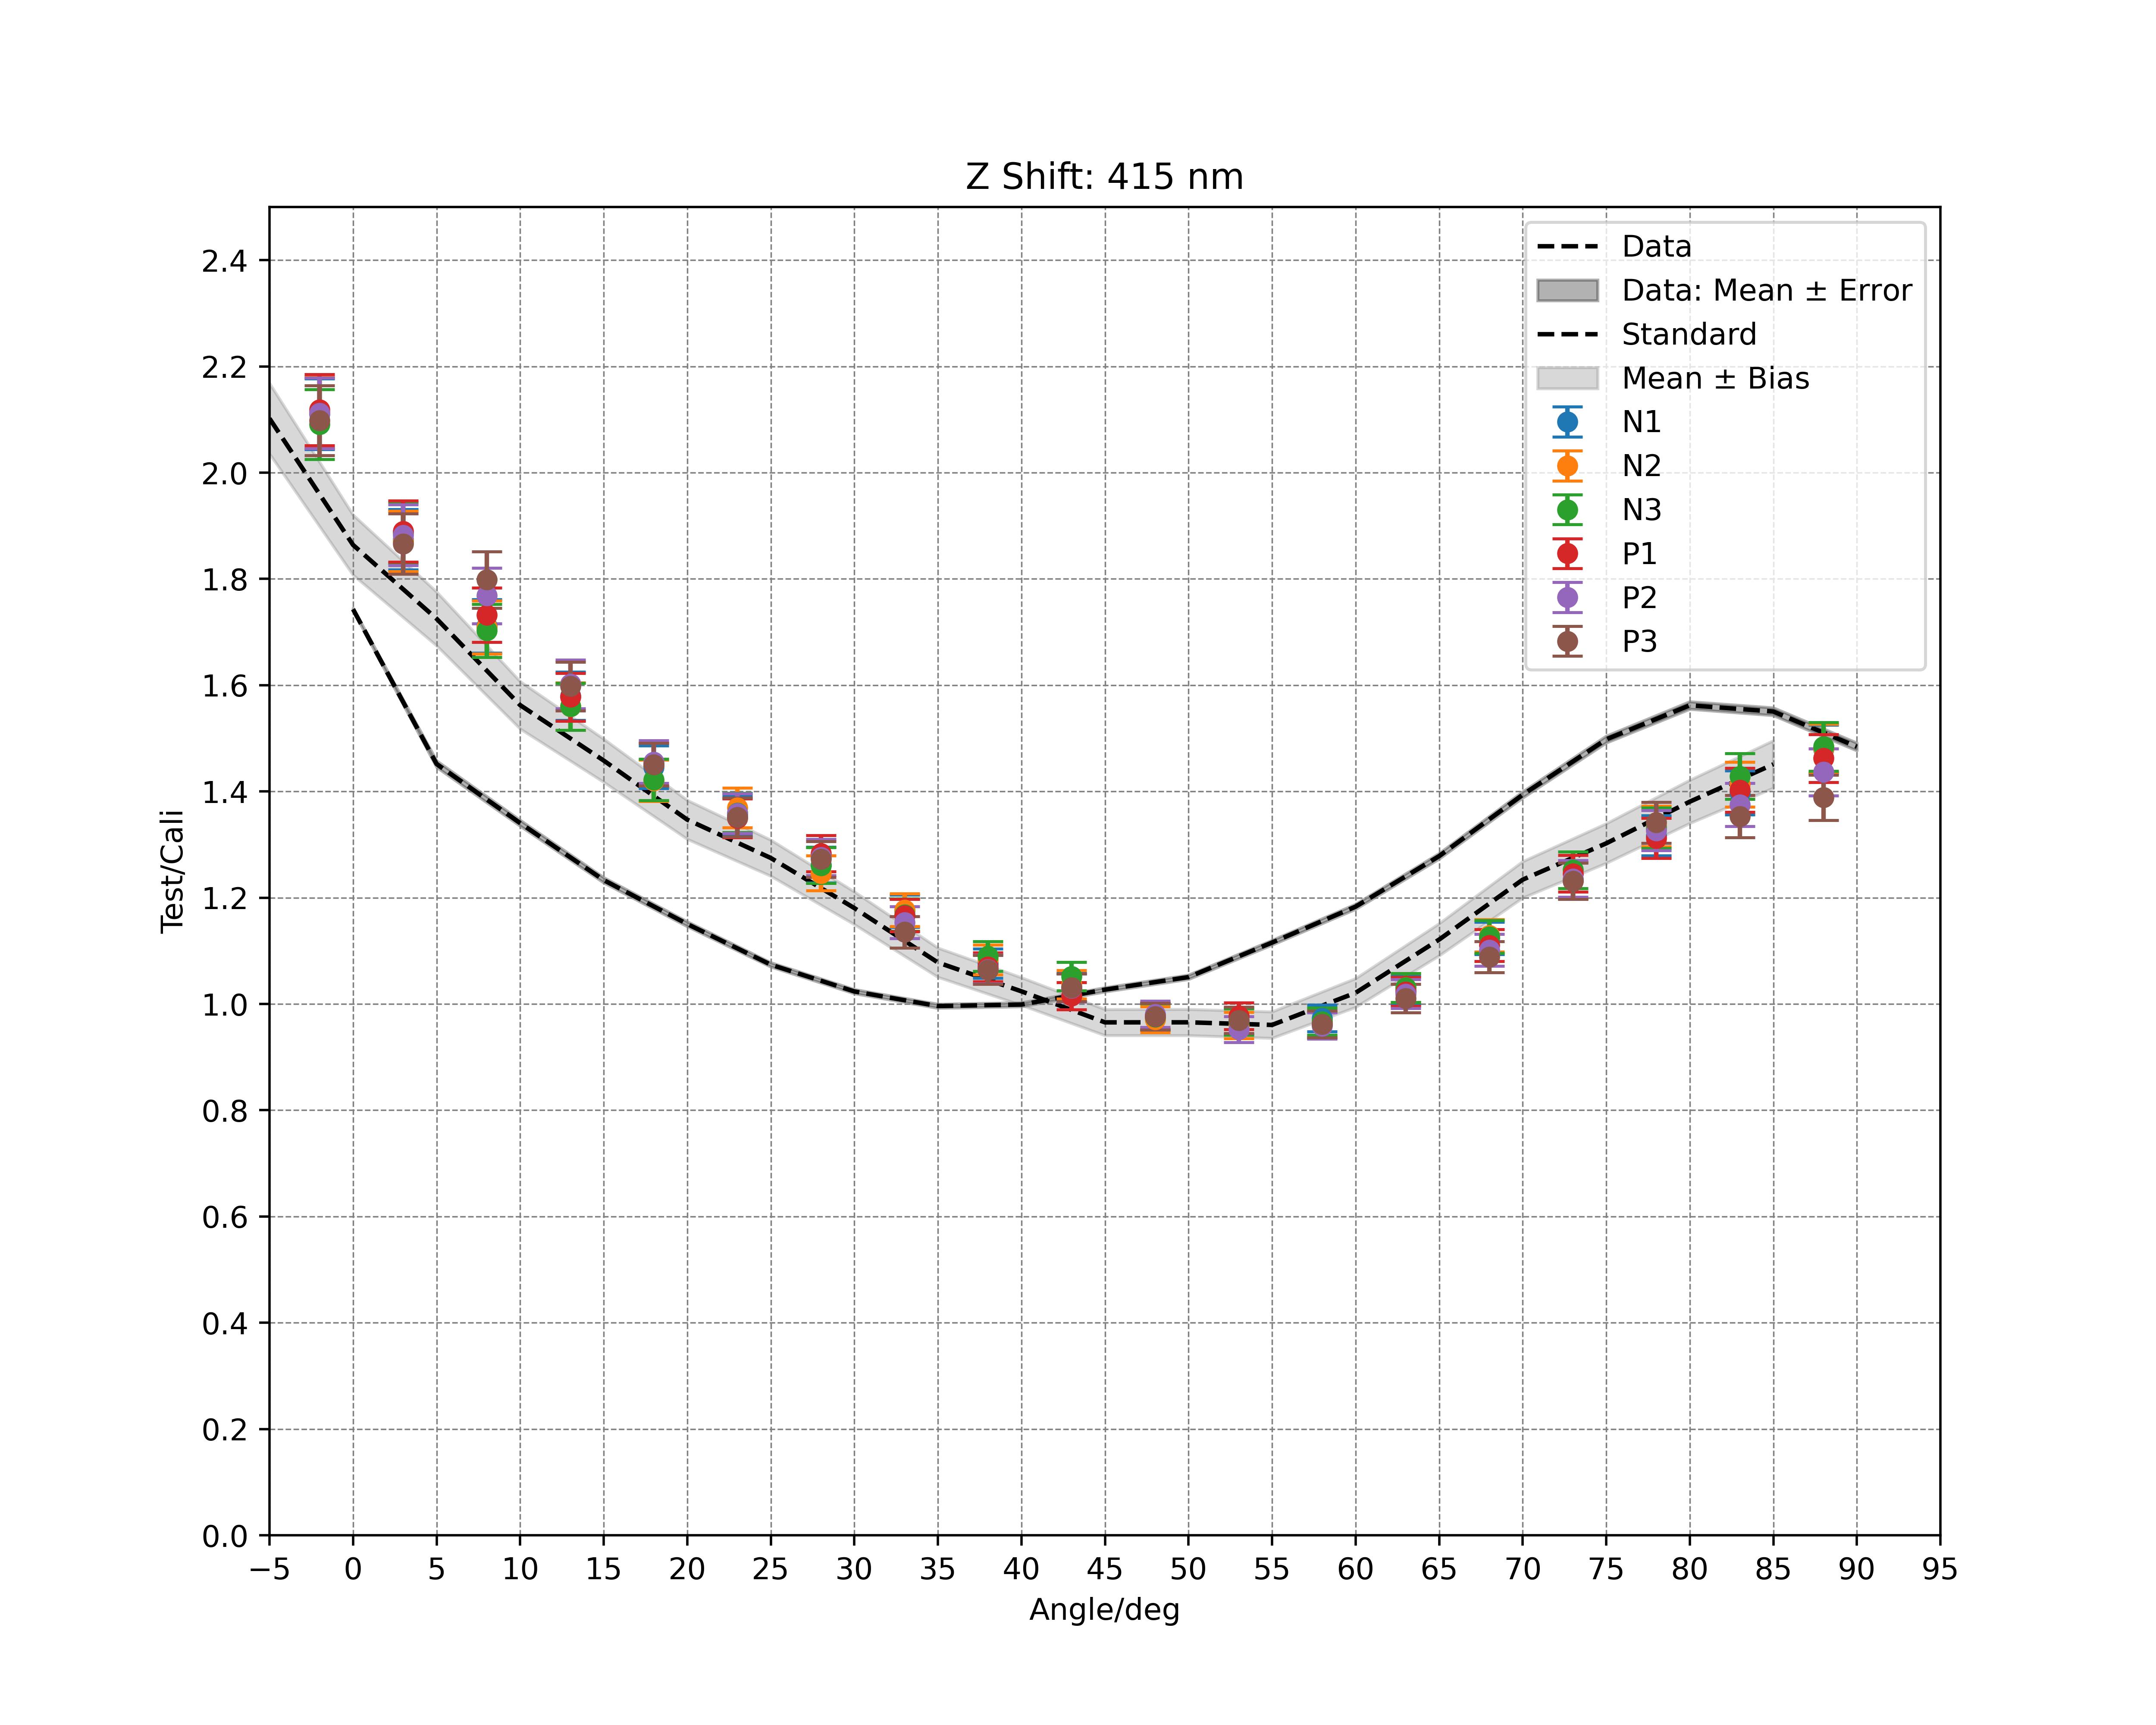 Z Shift: 415 nm
Test/Cali
2.4
2.2
2.0
1.8
1.6
1.4
1.2
1.0
0.8
0.6
0.4
0.2
0.0
Data
Data: Mean ± Error
Standard
Mean ± Bias
N1
N2
N3
P1
P2
P3
−5 0 5 10 15 20 25 30 35 40 45 50 55 60 65 70 75 80 85 90 95
Angle/deg